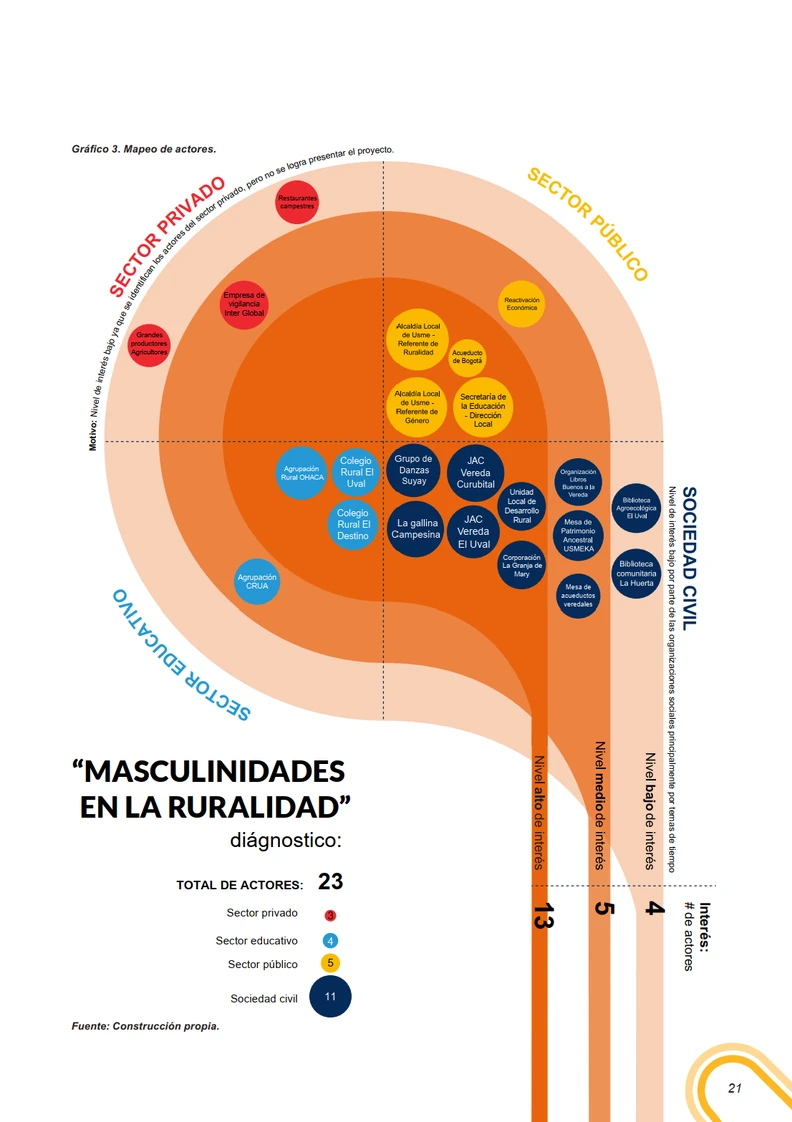 Gráfico 3. Mapeo de actores.
SECTOR PRIVADO
Motivo: Nivel de interés bajo ya que se identifican los actores del sector privado, pero no se logra presentar el proyecto.
SECTOR PÚBLICO
Restaurantes
campestres
Empresa de
vigilancia
Inter Global
Grandes
productores
Agricultores
Reactivación
Económica
Alcaldía Local
de Usme -
Referente de
Ruralidad
Acueducto
de Bogotá
Alcaldía Local
de Usme -
Referente de
Género
Secretaría de
la Educación
- Dirección
Local
Agrupación
Rural OHACA
Colegio
Rural El
Uval
Colegio
Rural El
Destino
Agrupación
CRUA
SECTOR EDUCATIVO
Grupo de
Danzas
Suyay
JAC
Vereda
Curubital
La gallina
Campesina
JAC
Vereda
El Uval
Unidad
Local de
Desarrollo
Rural
Corporación
La Granja de
Mary
Organización
Libros
Buenos a la
Vereda
Mesa de
Patrimonio
Ancestral
USMEKA
Mesa de
acueductos
veredales
Biblioteca
Agroecológica
El Uval
Biblioteca
comunitaria
La Huerta
SOCIEDAD CIVIL
Nivel de interés bajo por parte de las organizaciones sociales principalmente por temas de tiempo
Nivel alto de interés
Nivel medio de interés
Nivel bajo de interés
13
5
4
Interés:
# de actores
“MASCULINIDADES
EN LA RURALIDAD”
diágnostico:
TOTAL DE ACTORES: 23
Sector privado 3
Sector educativo 4
Sector público 5
Sociedad civil 11
Fuente: Construcción propia.
21